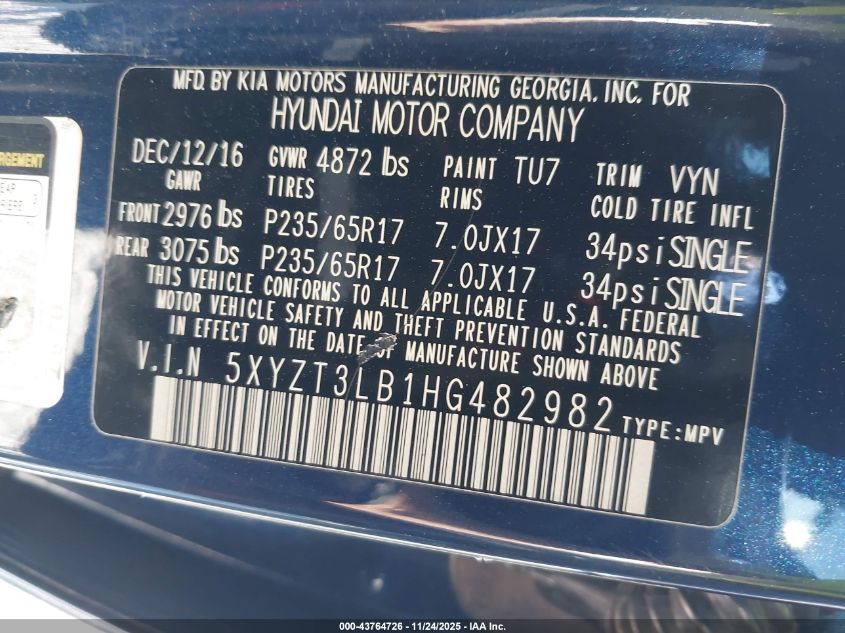 MFD. BY KIA MOTORS MANUFACTURING GEORGIA, INC. FOR
HYUNDAI MOTOR COMPANY
DEC/12/16 GVWR 4872 lbs PAINT TU7 TRIM VYN
GAWR TIRES RIMS COLD TIRE INFL
FRONT 2976 lbs P235/65R17 7.0JX17 34psi SINGLE
REAR 3075 lbs P235/65R17 7.0JX17 34psi SINGLE
THIS VEHICLE CONFORMS TO ALL APPLICABLE U.S.A. FEDERAL
MOTOR VEHICLE SAFETY AND THEFT PREVENTION STANDARDS
IN EFFECT ON THE DATE OF MANUFACTURE SHOWN ABOVE
V.I.N 5XYZT3LB1HG482982 TYPE:MPV
000-43764726 | 11/24/2025 - IAA Inc.